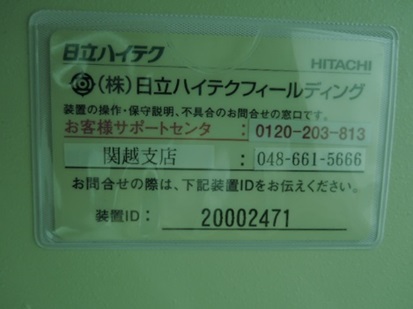 日立ハイテク HITACHI
(株)日立ハイテクフィールディング
装置の操作・保守説明、不具合のお問合せの窓口です。
お客様サポートセンタ : 0120-203-813
関越支店 : 048-661-5666
お問合せの際は、下記装置IDをお伝えください。
装置ID: 20002471